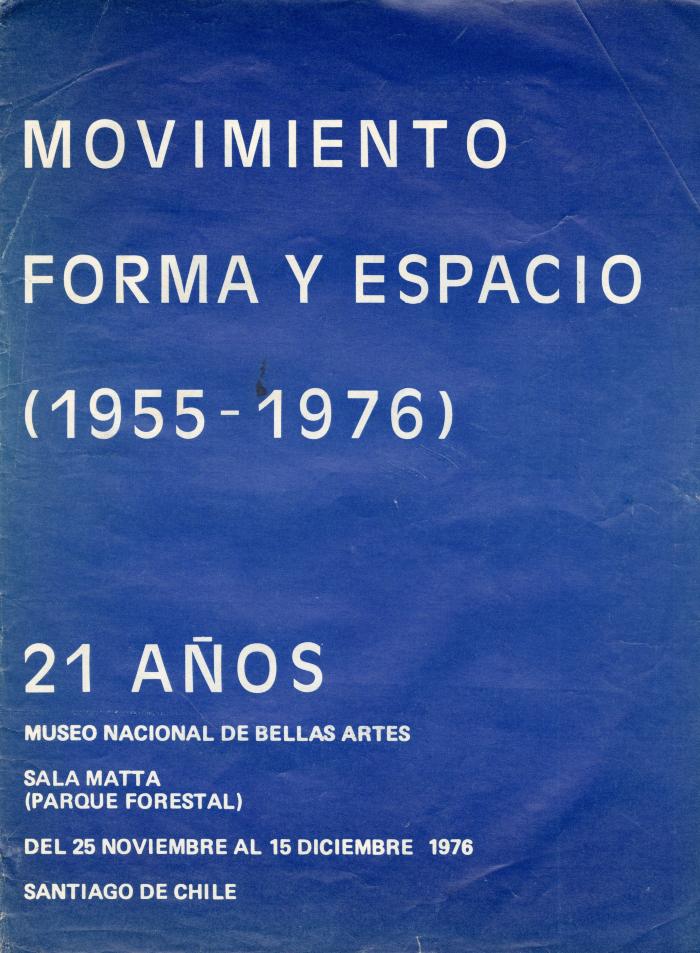 MOVIMIENTO
FORMA Y ESPACIO
(1955-1976)
21 AÑOS
MUSEO NACIONAL DE BELLAS ARTES
SALA MATTA
(PARQUE FORESTAL)
DEL 25 NOVIEMBRE AL 15 DICIEMBRE 1976
SANTIAGO DE CHILE